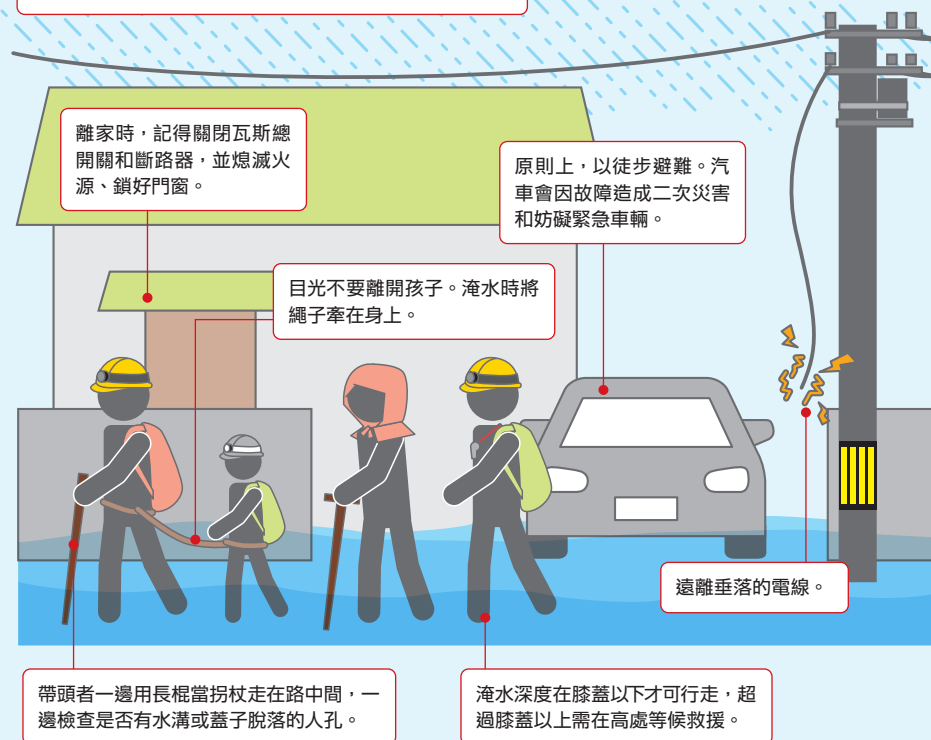 離家時，記得關閉瓦斯總
開關和斷路器，並熄滅火
源、鎖好門窗。
原則上，以徒步避難。汽
車會因故障造成二次災害
和妨礙緊急車輛。
目光不要離開孩子。淹水時將
繩子牽在身上。
遠離垂落的電線。
帶頭者一邊用長棍當拐杖走在路中間，一
邊檢查是否有水溝或蓋子脫落的人孔。
淹水深度在膝蓋以下才可行走，超
過膝蓋以上需在高處等候救援。